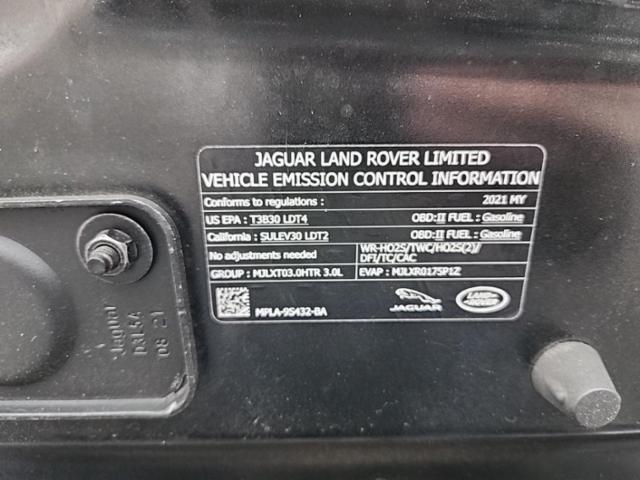 JAGUAR LAND ROVER LIMITED
VEHICLE EMISSION CONTROL INFORMATION
Conforms to regulations : 2021 MY
US EPA : T3B30 LDT4 OBD:II FUEL : Gasoline
California : SULEV30 LDT2 OBD:II FUEL : Gasoline
No adjustments needed WR-HO2S/TWC/HO2S(2)/
DFI/TC/CAC
GROUP : MJLXT03.0HTR 3.0L EVAP : MJLXR0175P1Z
MPLA-9S432-BA
JAGUAR
LAND-
ROVER
Jaguar
D3L5A
08 21